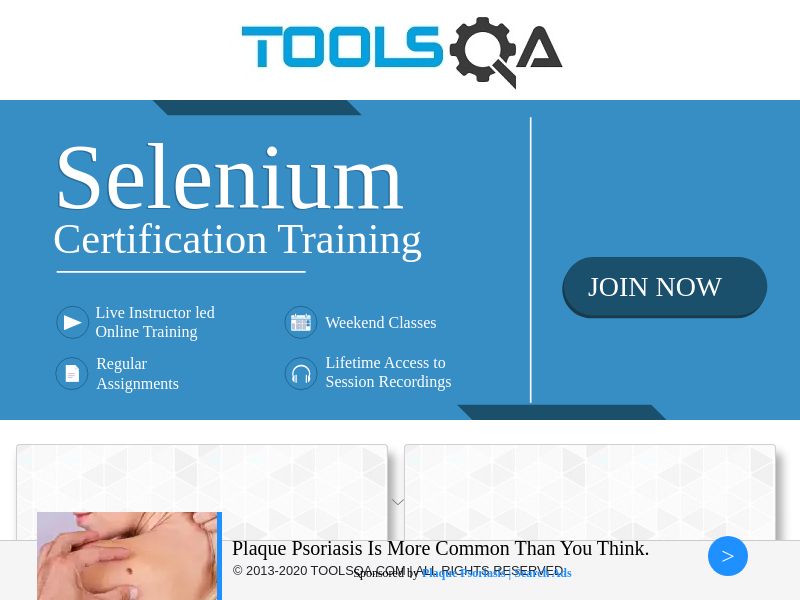 TOOLSQA
Selenium
Certification Training
JOIN NOW
Live Instructor led
Online Training
Weekend Classes
Regular
Assignments
Lifetime Access to
Session Recordings
Plaque Psoriasis Is More Common Than You Think.
>
© 2013-2020 TOOLSQA.COM | ALL RIGHTS RESERVED.
Sponsored by Plaque Psoriasis | Search Ads